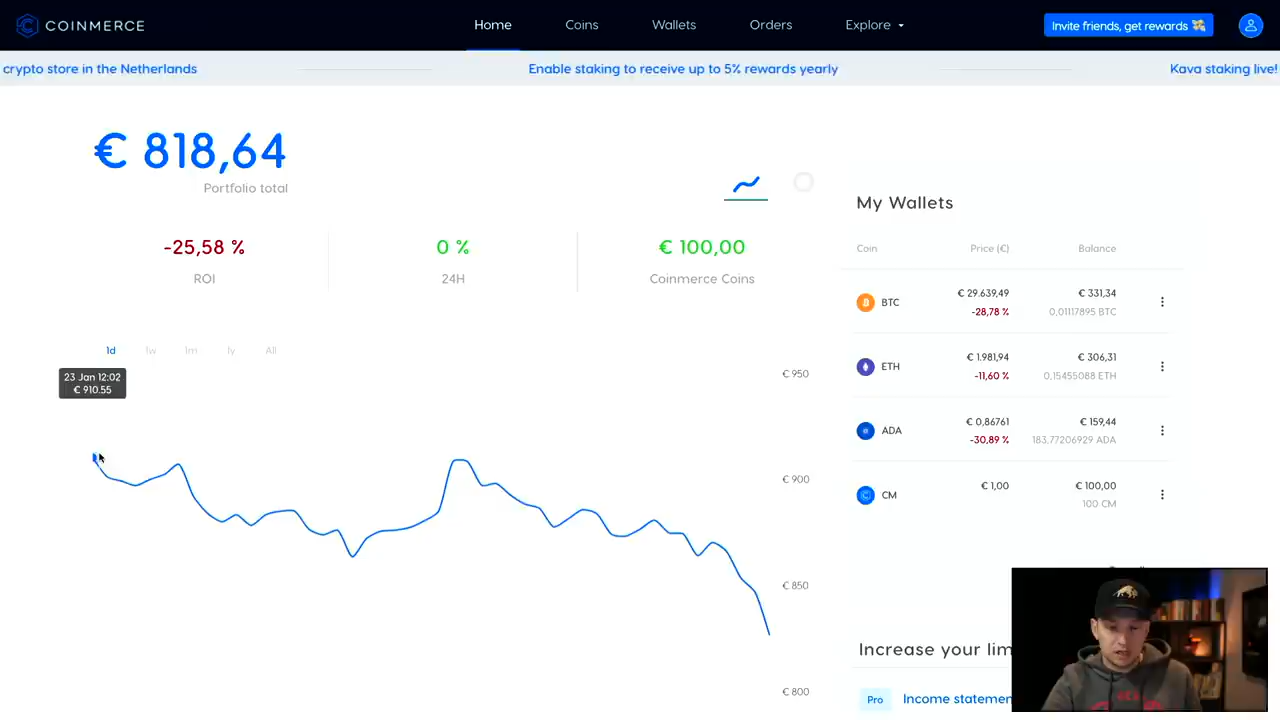 COINMERCE
Home
Coins
Wallets
Orders
Explore
Invite friends, get rewards
crypto store in the Netherlands
Enable staking to receive up to 5% rewards yearly
Kava staking live!
€ 818,64
Portfolio total
-25,58 %
ROI
0 %
24H
€ 100,00
Coinmerce Coins
1d
1w
1m
1y
All
23 Jan 12:02
€ 910.55
€ 950
€ 900
€ 850
€ 800
My Wallets
Coin
Price (€)
Balance
BTC
€ 29.639,49
-28,78 %
€ 331,34
0,01117895 BTC
ETH
€ 1.981,94
-11,60 %
€ 306,31
0,15455088 ETH
ADA
€ 0,86761
-30,89 %
€ 159,44
183,77206929 ADA
CM
€ 1,00
€ 100,00
100 CM
Increase your lim
Pro
Income statemen